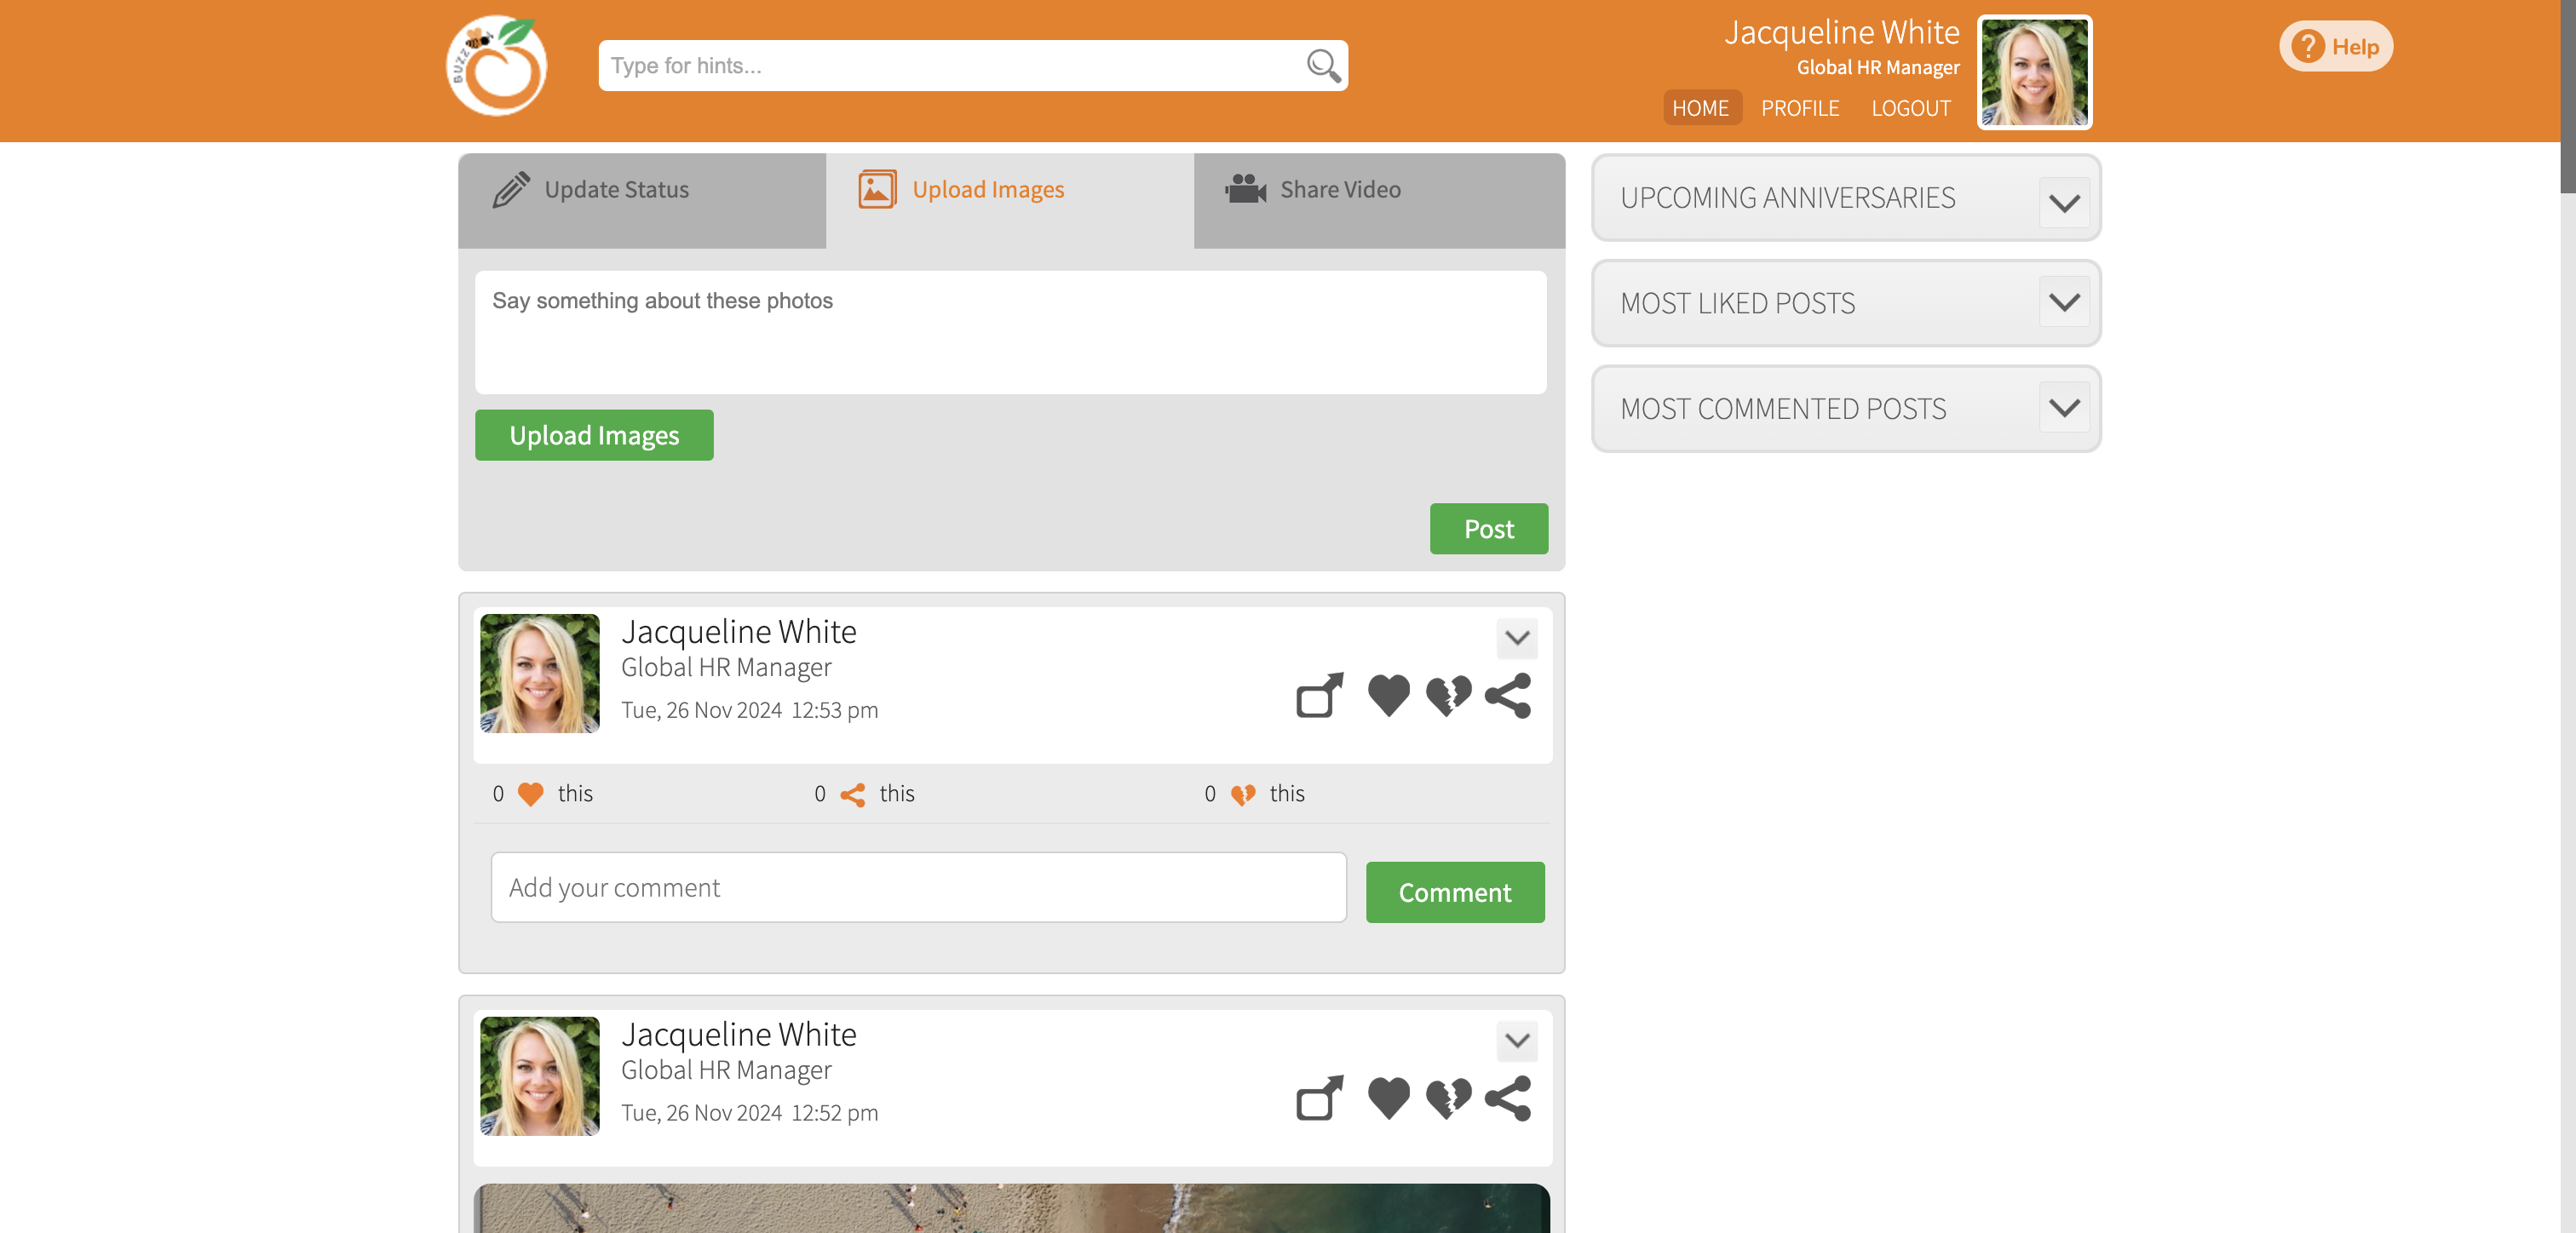 BUZZ
Type for hints...
Jacqueline White
Global HR Manager
HOME PROFILE LOGOUT
? Help
Update Status
Upload Images
Share Video
Say something about these photos
Upload Images
Post
UPCOMING ANNIVERSARIES
MOST LIKED POSTS
MOST COMMENTED POSTS
Jacqueline White
Global HR Manager
Tue, 26 Nov 2024 12:53 pm
0 this
0 this
0 this
Add your comment
Comment
Jacqueline White
Global HR Manager
Tue, 26 Nov 2024 12:52 pm